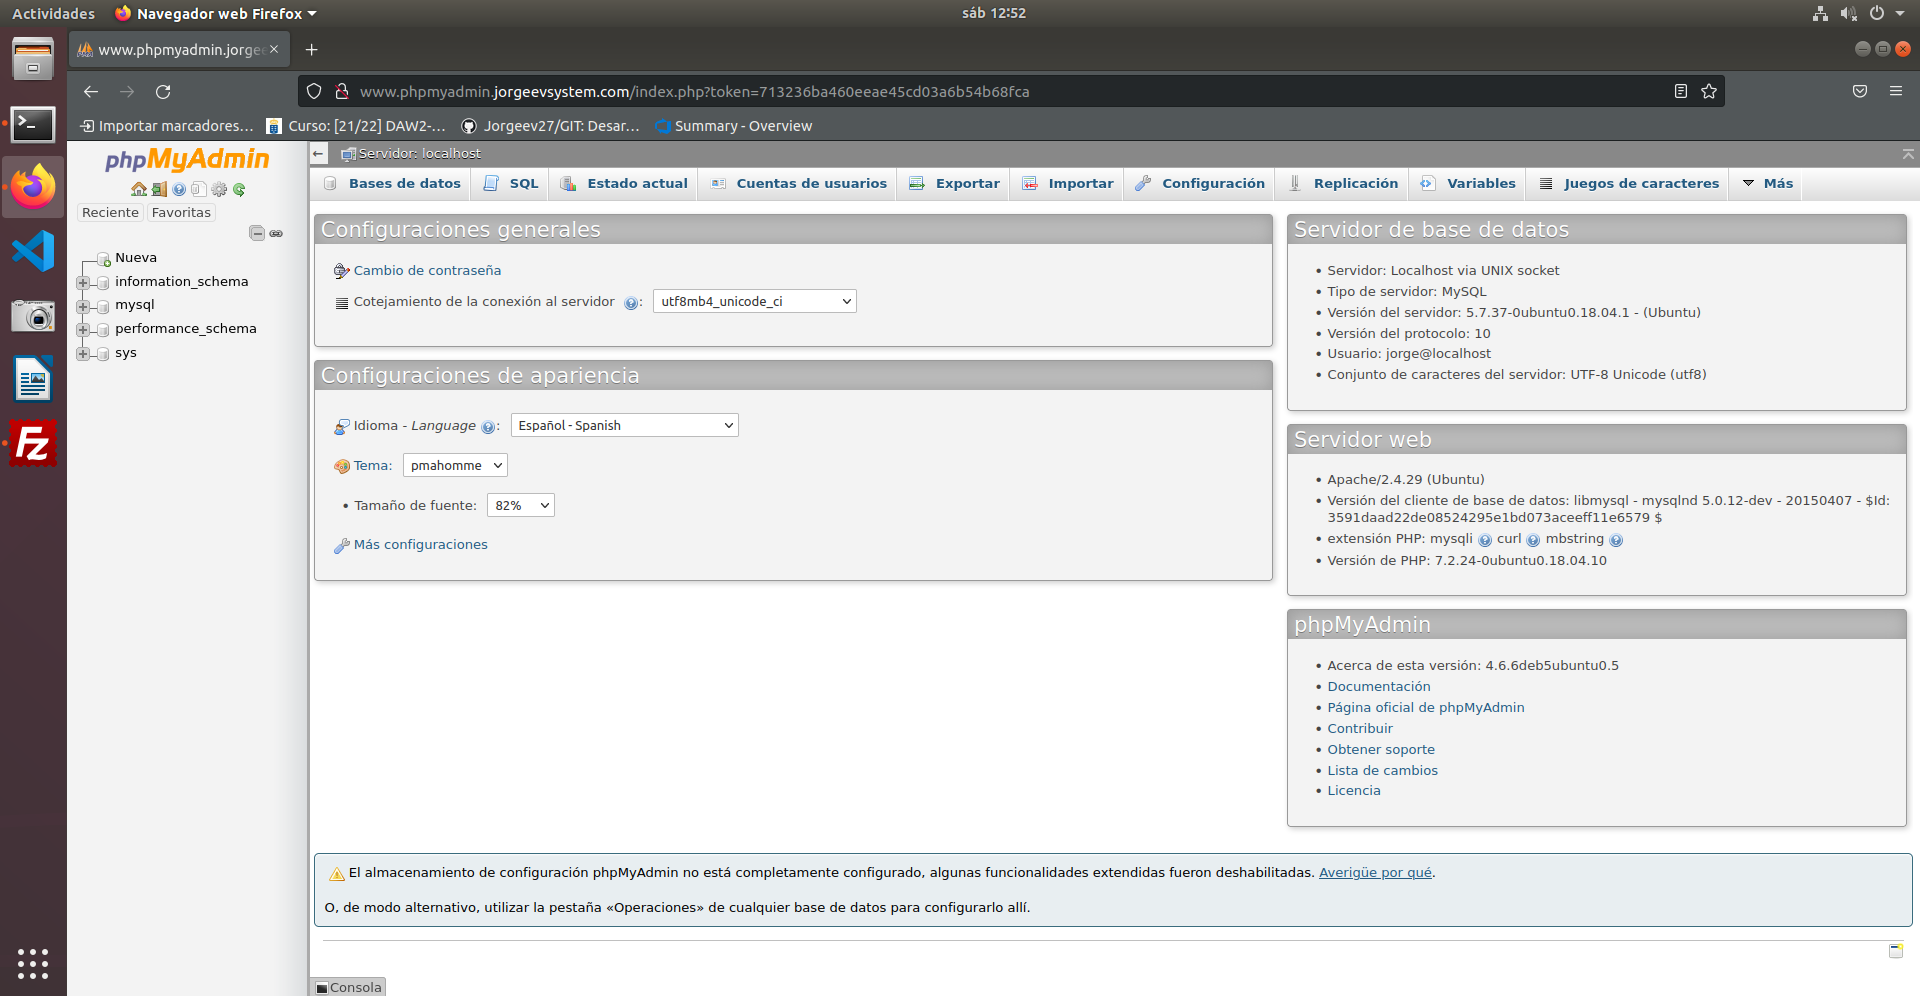 Actividades
Navegador web Firefox
sáb 12:52
www.phpmyadmin.jorgee
www.phpmyadmin.jorgeevsystem.com/index.php?token=713236ba460eeae45cd03a6b54b68fca
Importar marcadores...
Curso: [21/22] DAW2-...
Jorgeev27/GIT: Desar...
Summary - Overview
phpMyAdmin
Reciente
Favoritas
Nueva
information_schema
mysql
performance_schema
sys
Servidor: localhost
Bases de datos
SQL
Estado actual
Cuentas de usuarios
Exportar
Importar
Configuración
Replicación
Variables
Juegos de caracteres
Más
Configuraciones generales
Cambio de contraseña
Cotejamiento de la conexión al servidor : utf8mb4_unicode_ci
Configuraciones de apariencia
Idioma - Language : Español - Spanish
Tema: pmahomme
• Tamaño de fuente: 82%
Más configuraciones
Servidor de base de datos
• Servidor: Localhost via UNIX socket
• Tipo de servidor: MySQL
• Versión del servidor: 5.7.37-0ubuntu0.18.04.1 - (Ubuntu)
• Versión del protocolo: 10
• Usuario: jorge@localhost
• Conjunto de caracteres del servidor: UTF-8 Unicode (utf8)
Servidor web
• Apache/2.4.29 (Ubuntu)
• Versión del cliente de base de datos: libmysql - mysqlnd 5.0.12-dev - 20150407 - $Id:
3591daad22de08524295e1bd073aceeff11e6579 $
• extensión PHP: mysqli curl mbstring
• Versión de PHP: 7.2.24-0ubuntu0.18.04.10
phpMyAdmin
• Acerca de esta versión: 4.6.6deb5ubuntu0.5
• Documentación
• Página oficial de phpMyAdmin
• Contribuir
• Obtener soporte
• Lista de cambios
• Licencia
El almacenamiento de configuración phpMyAdmin no está completamente configurado, algunas funcionalidades extendidas fueron deshabilitadas. Averigüe por qué.
O, de modo alternativo, utilizar la pestaña «Operaciones» de cualquier base de datos para configurarlo allí.
Consola